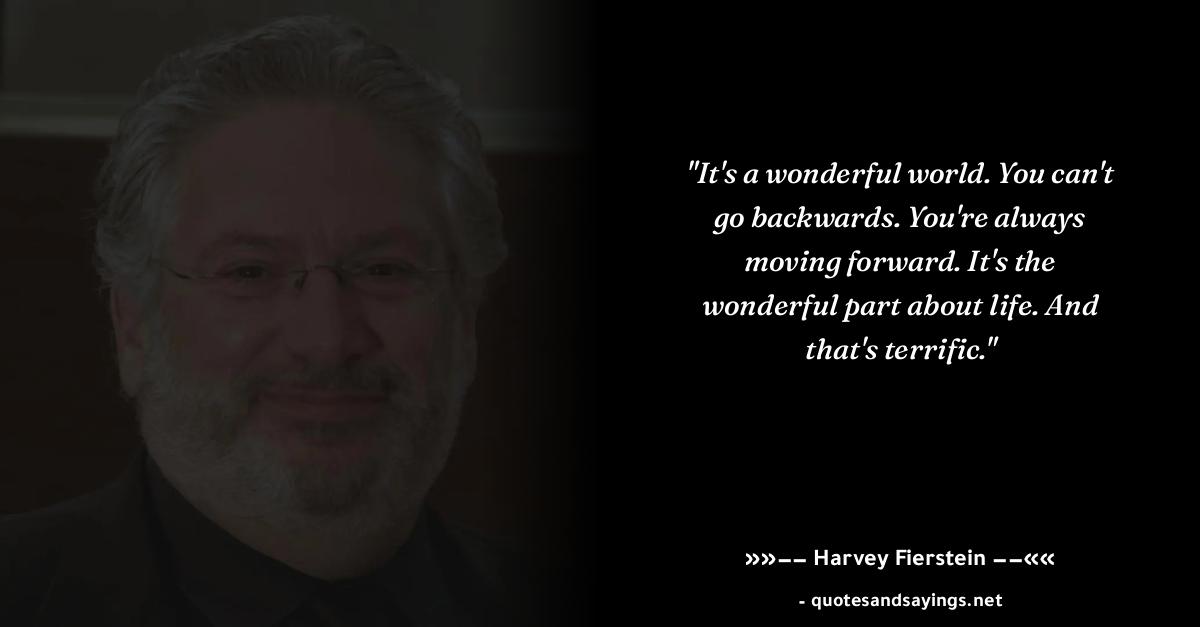 "It's a wonderful world. You can't
go backwards. You're always
moving forward. It's the
wonderful part about life. And
that's terrific."
»»–– Harvey Fierstein ––««
- quotesandsayings.net